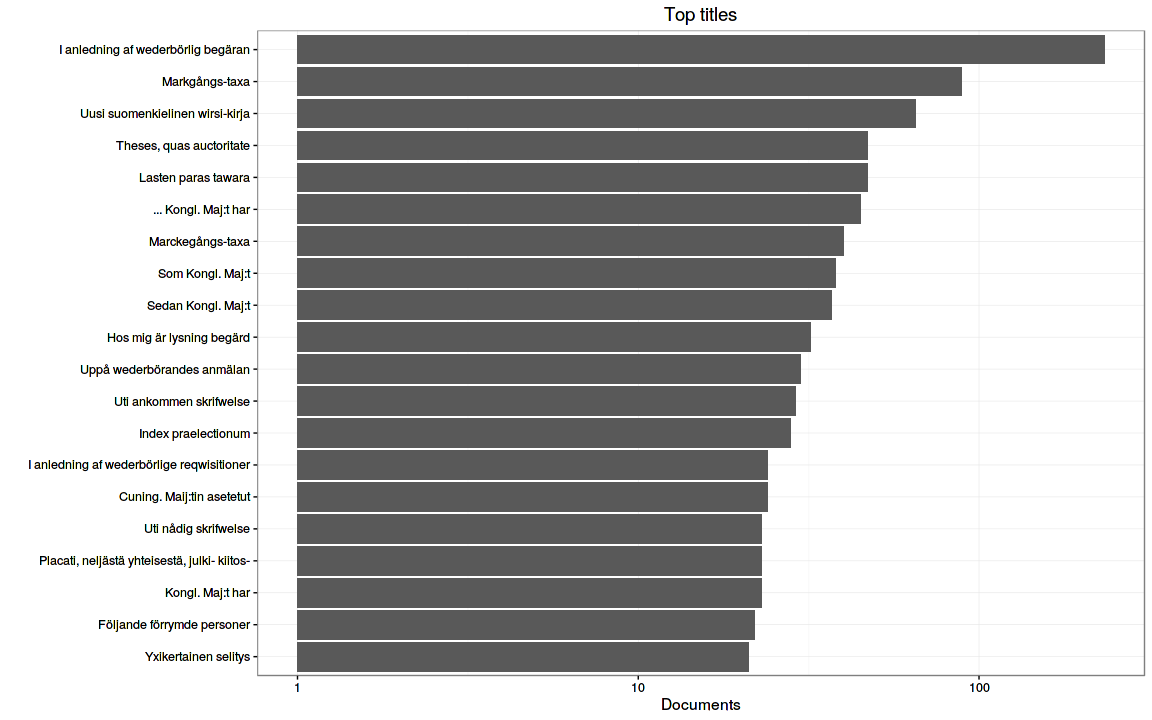 Top titles
I anledning af wederbörlig begäran
Markgångs-taxa
Uusi suomenkielinen wirsi-kirja
Theses, quas auctoritate
Lasten paras tawara
... Kongl. Maj:t har
Marckegångs-taxa
Som Kongl. Maj:t
Sedan Kongl. Maj:t
Hos mig är lysning begärd
Uppå wederbörandes anmälan
Uti ankommen skrifwelse
Index praelectionum
I anledning af wederbörlige reqwisitioner
Cuning. Maij:tin asetetut
Uti nådig skrifwelse
Placati, neljästä yhteisestä, julki- kiitos-
Kongl. Maj:t har
Följande förrymde personer
Yxikertainen selitys
1 10 100
Documents